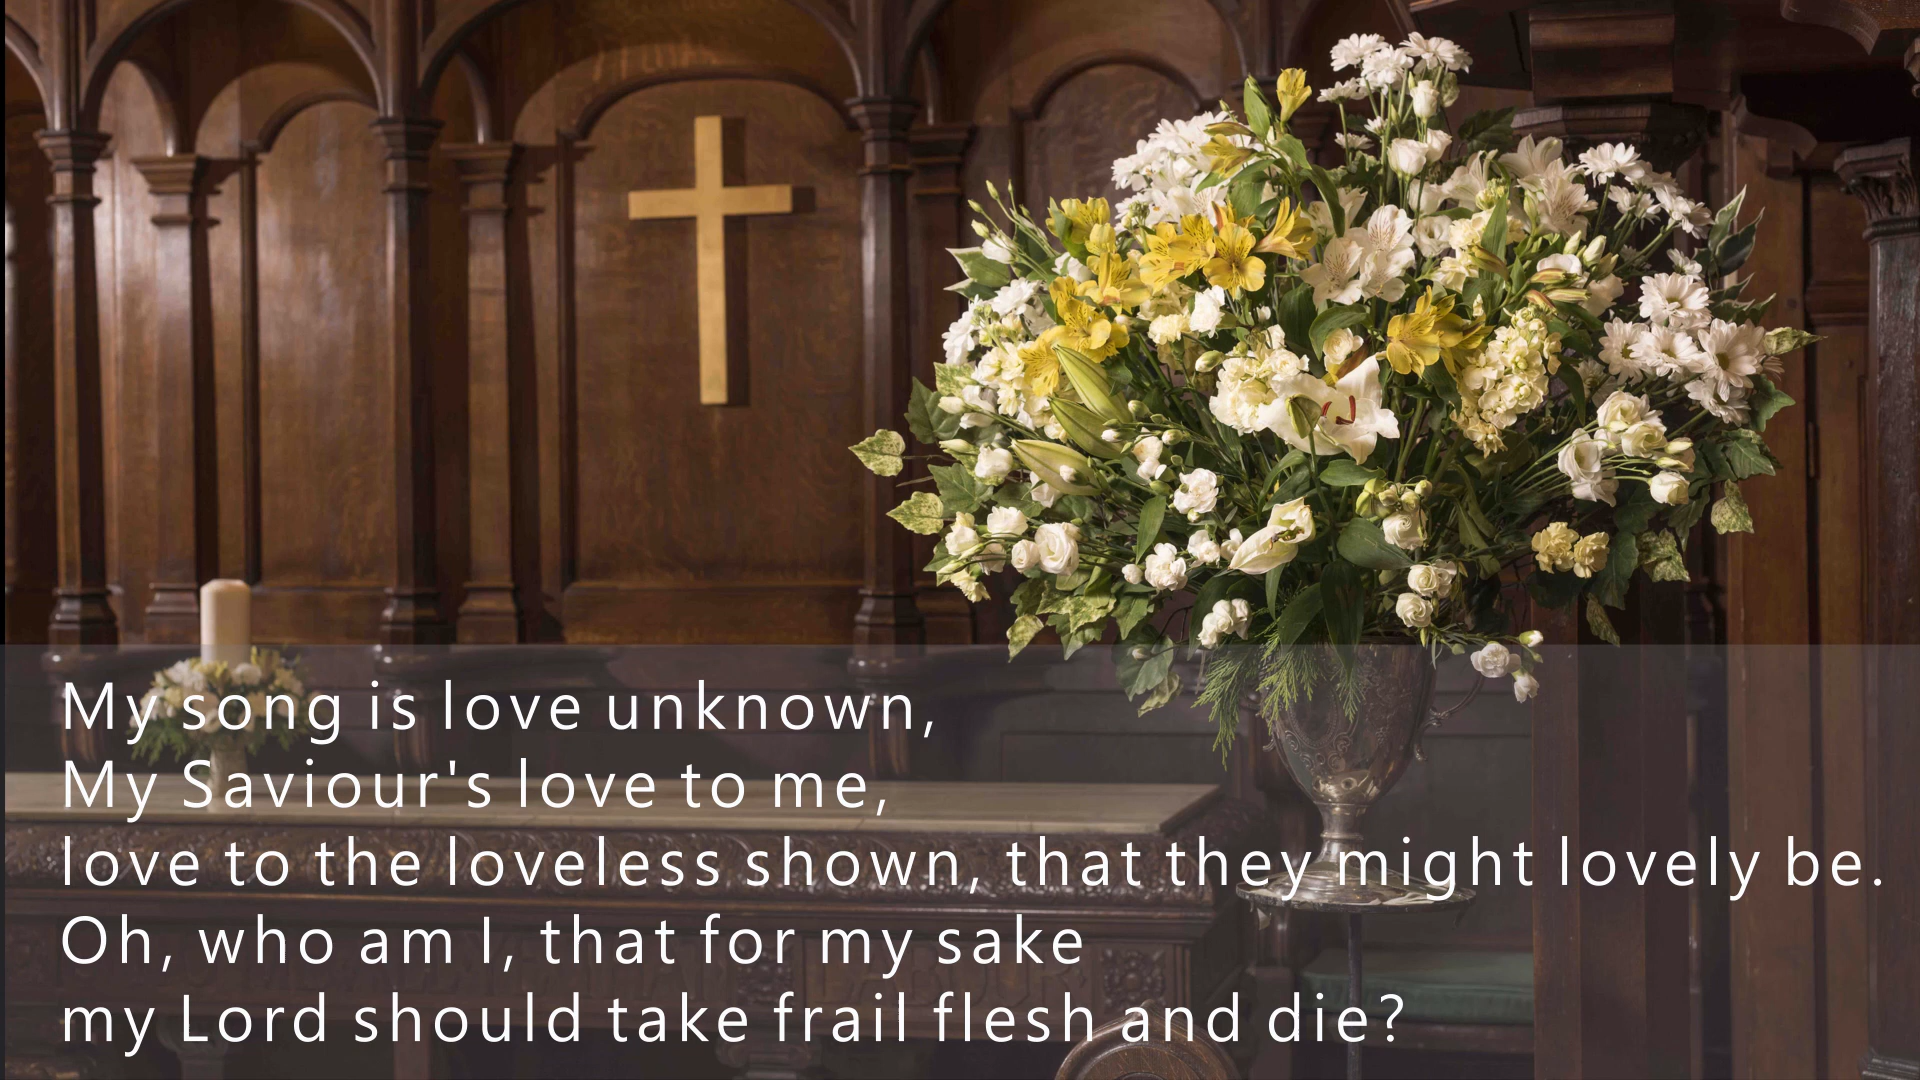 My song is love unknown,
My Saviour's love to me,
love to the loveless shown, that they might lovely be.
Oh, who am I, that for my sake
my Lord should take frail flesh and die?